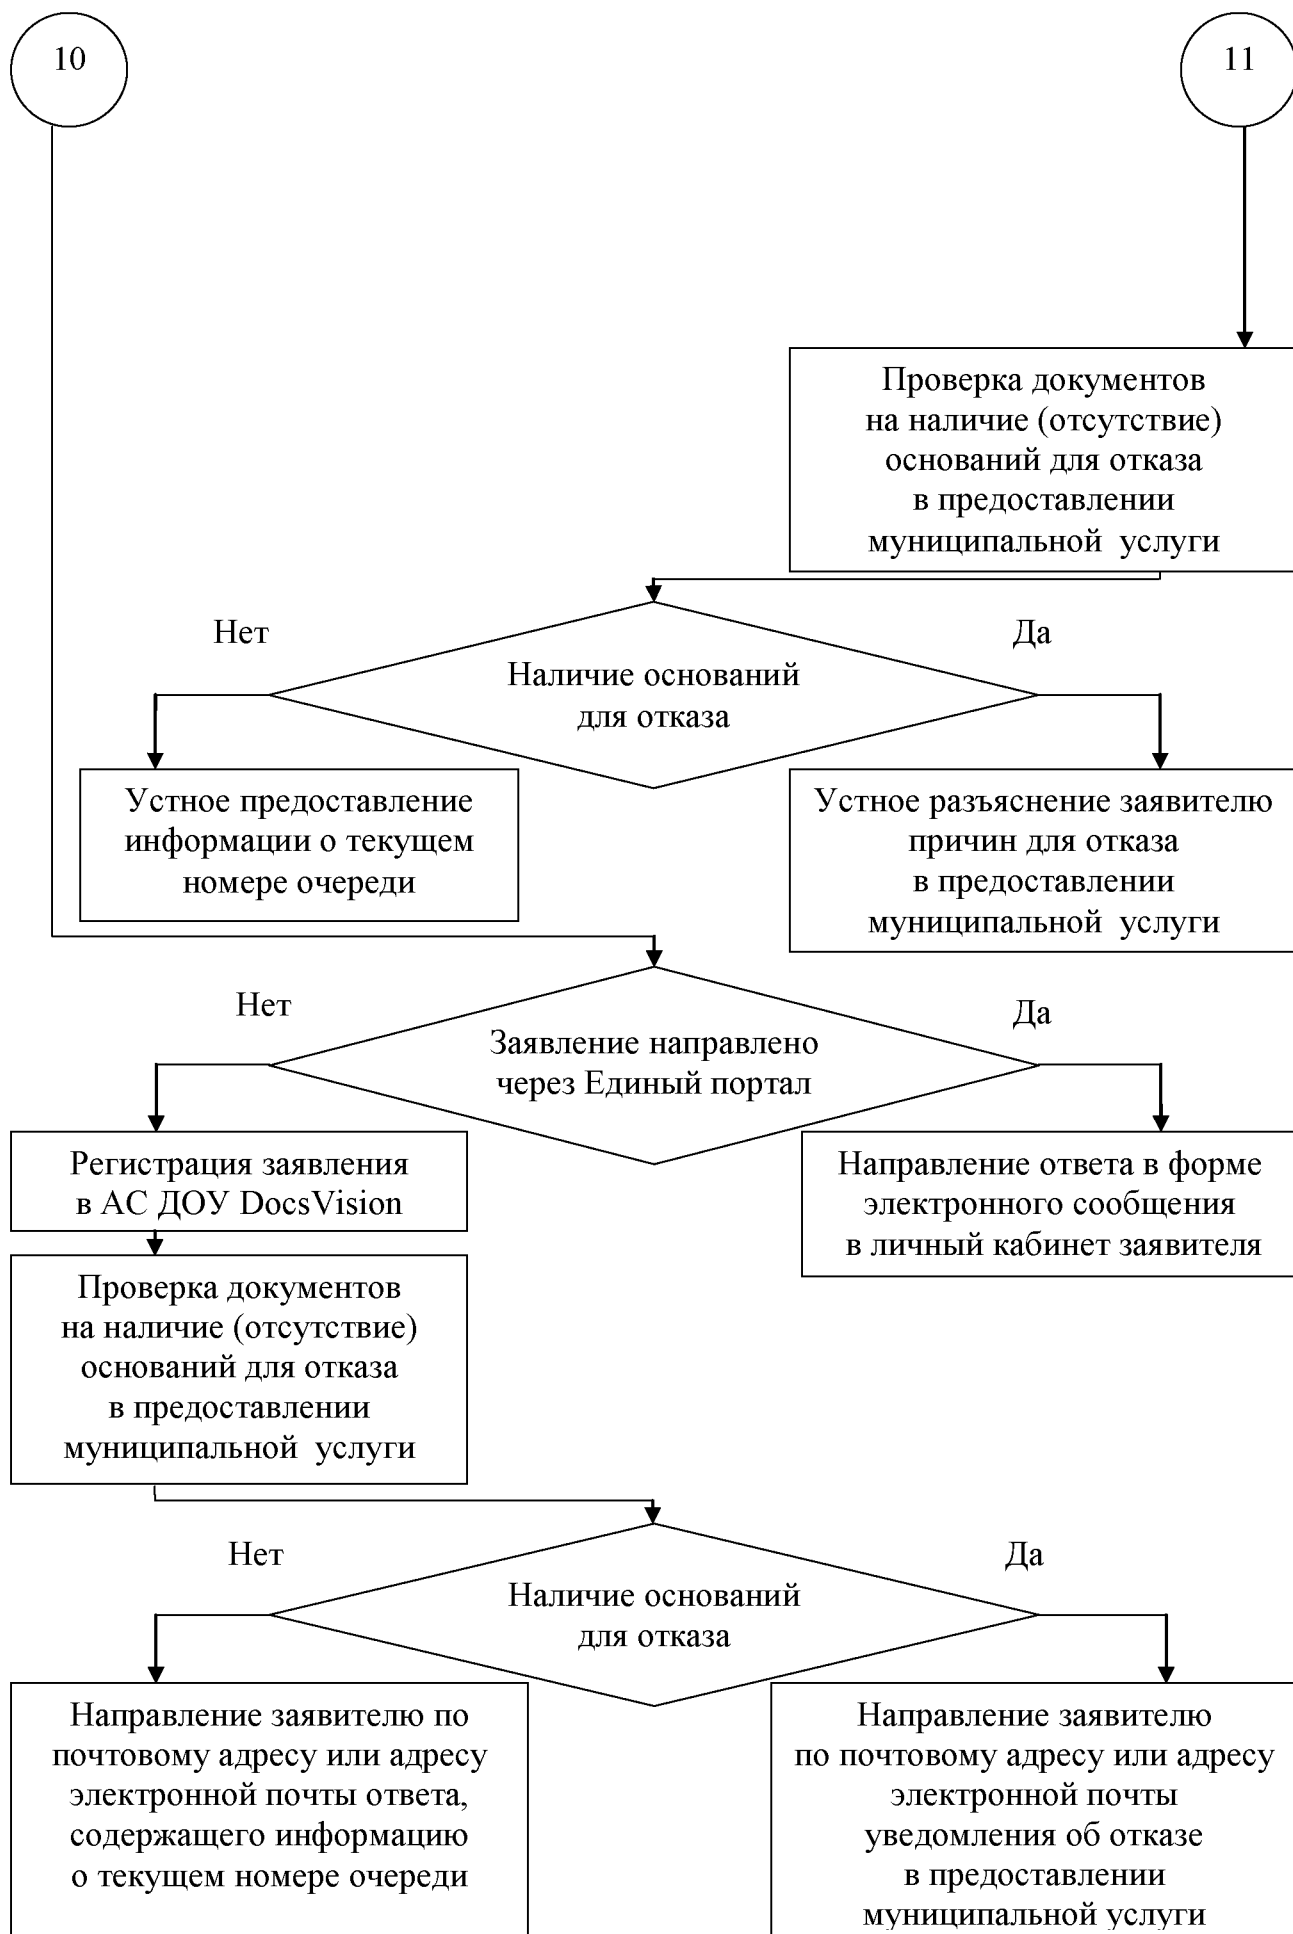 10
11
Проверка документов
на наличие (отсутствие)
оснований для отказа
в предоставлении
муниципальной услуги
Нет
Да
Наличие оснований
для отказа
Устное предоставление
информации о текущем
номере очереди
Устное разъяснение заявителю
причин для отказа
в предоставлении
муниципальной услуги
Нет
Да
Заявление направлено
через Единый портал
Регистрация заявления
в АС ДОУ DocsVision
Направление ответа в форме
электронного сообщения
в личный кабинет заявителя
Проверка документов
на наличие (отсутствие)
оснований для отказа
в предоставлении
муниципальной услуги
Нет
Да
Наличие оснований
для отказа
Направление заявителю по
почтовому адресу или адресу
электронной почты ответа,
содержащего информацию
о текущем номере очереди
Направление заявителю
по почтовому адресу или адресу
электронной почты
уведомления об отказе
в предоставлении
муниципальной услуги